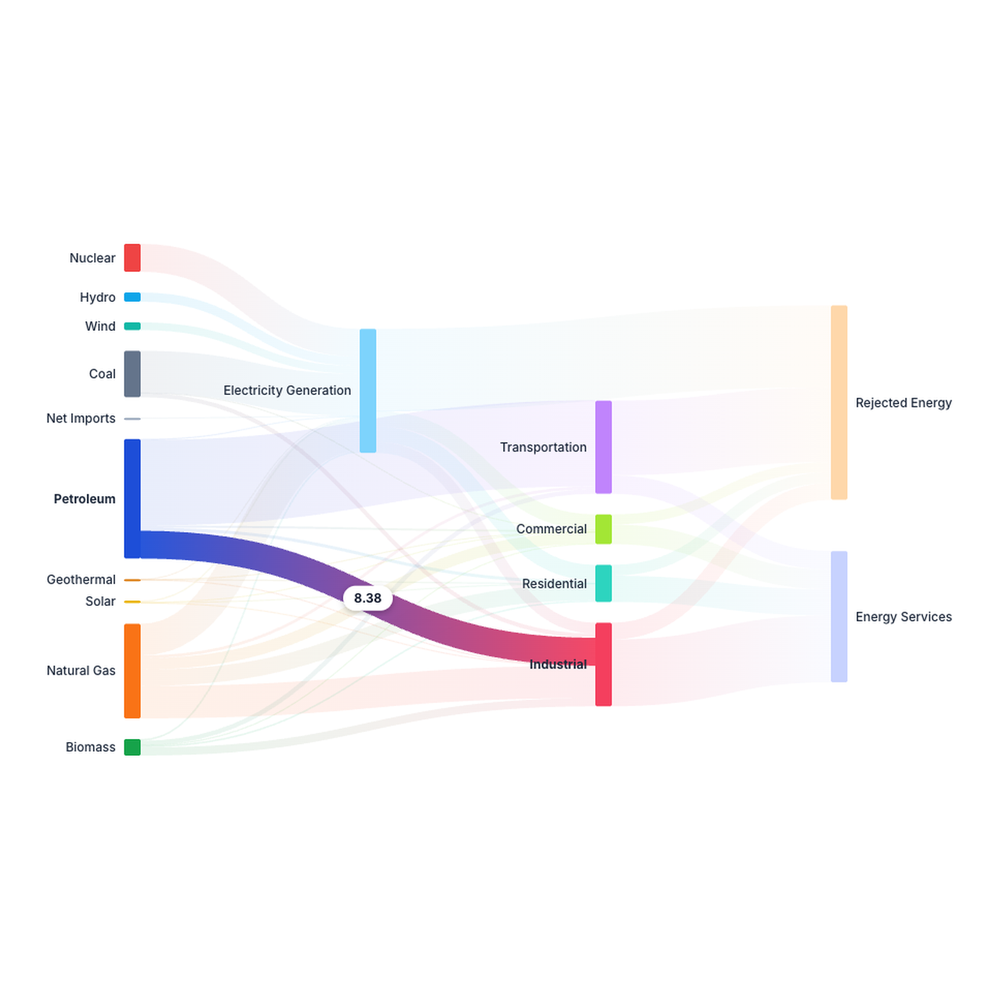 Nuclear
Hydro
Wind
Coal
Net Imports
Petroleum
Geothermal
Solar
Natural Gas
Biomass
Electricity Generation
8.38
Transportation
Commercial
Residential
Industrial
Rejected Energy
Energy Services